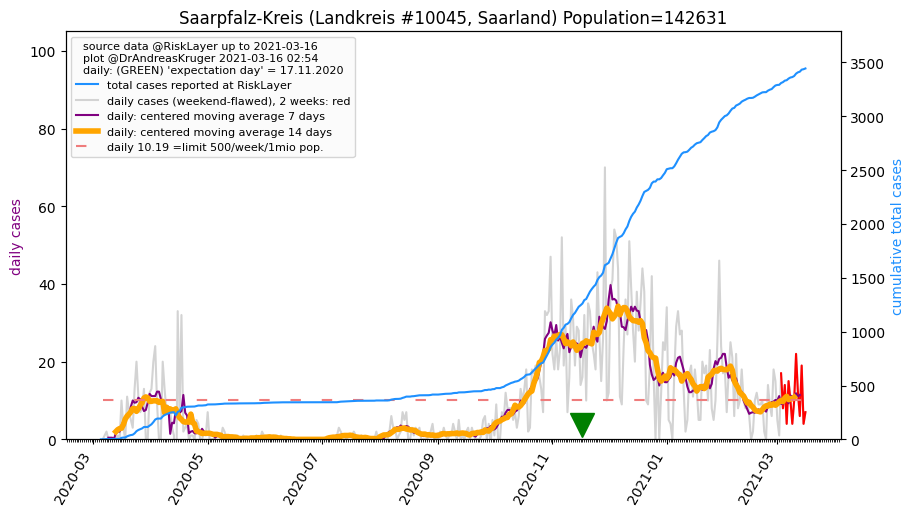 Saarpfalz-Kreis (Landkreis #10045, Saarland) Population=142631
source data @RiskLayer up to 2021-03-16
plot @DrAndreasKruger 2021-03-16 02:54
daily: (GREEN) 'expectation day' = 17.11.2020
total cases reported at RiskLayer
daily cases (weekend-flawed), 2 weeks: red
daily: centered moving average 7 days
daily: centered moving average 14 days
daily 10.19 =limit 500/week/1mio pop.
daily cases
100
80
60
40
20
0
cumulative total cases
3500
3000
2500
2000
1500
1000
500
0
2020-03
2020-05
2020-07
2020-09
2020-11
2021-01
2021-03